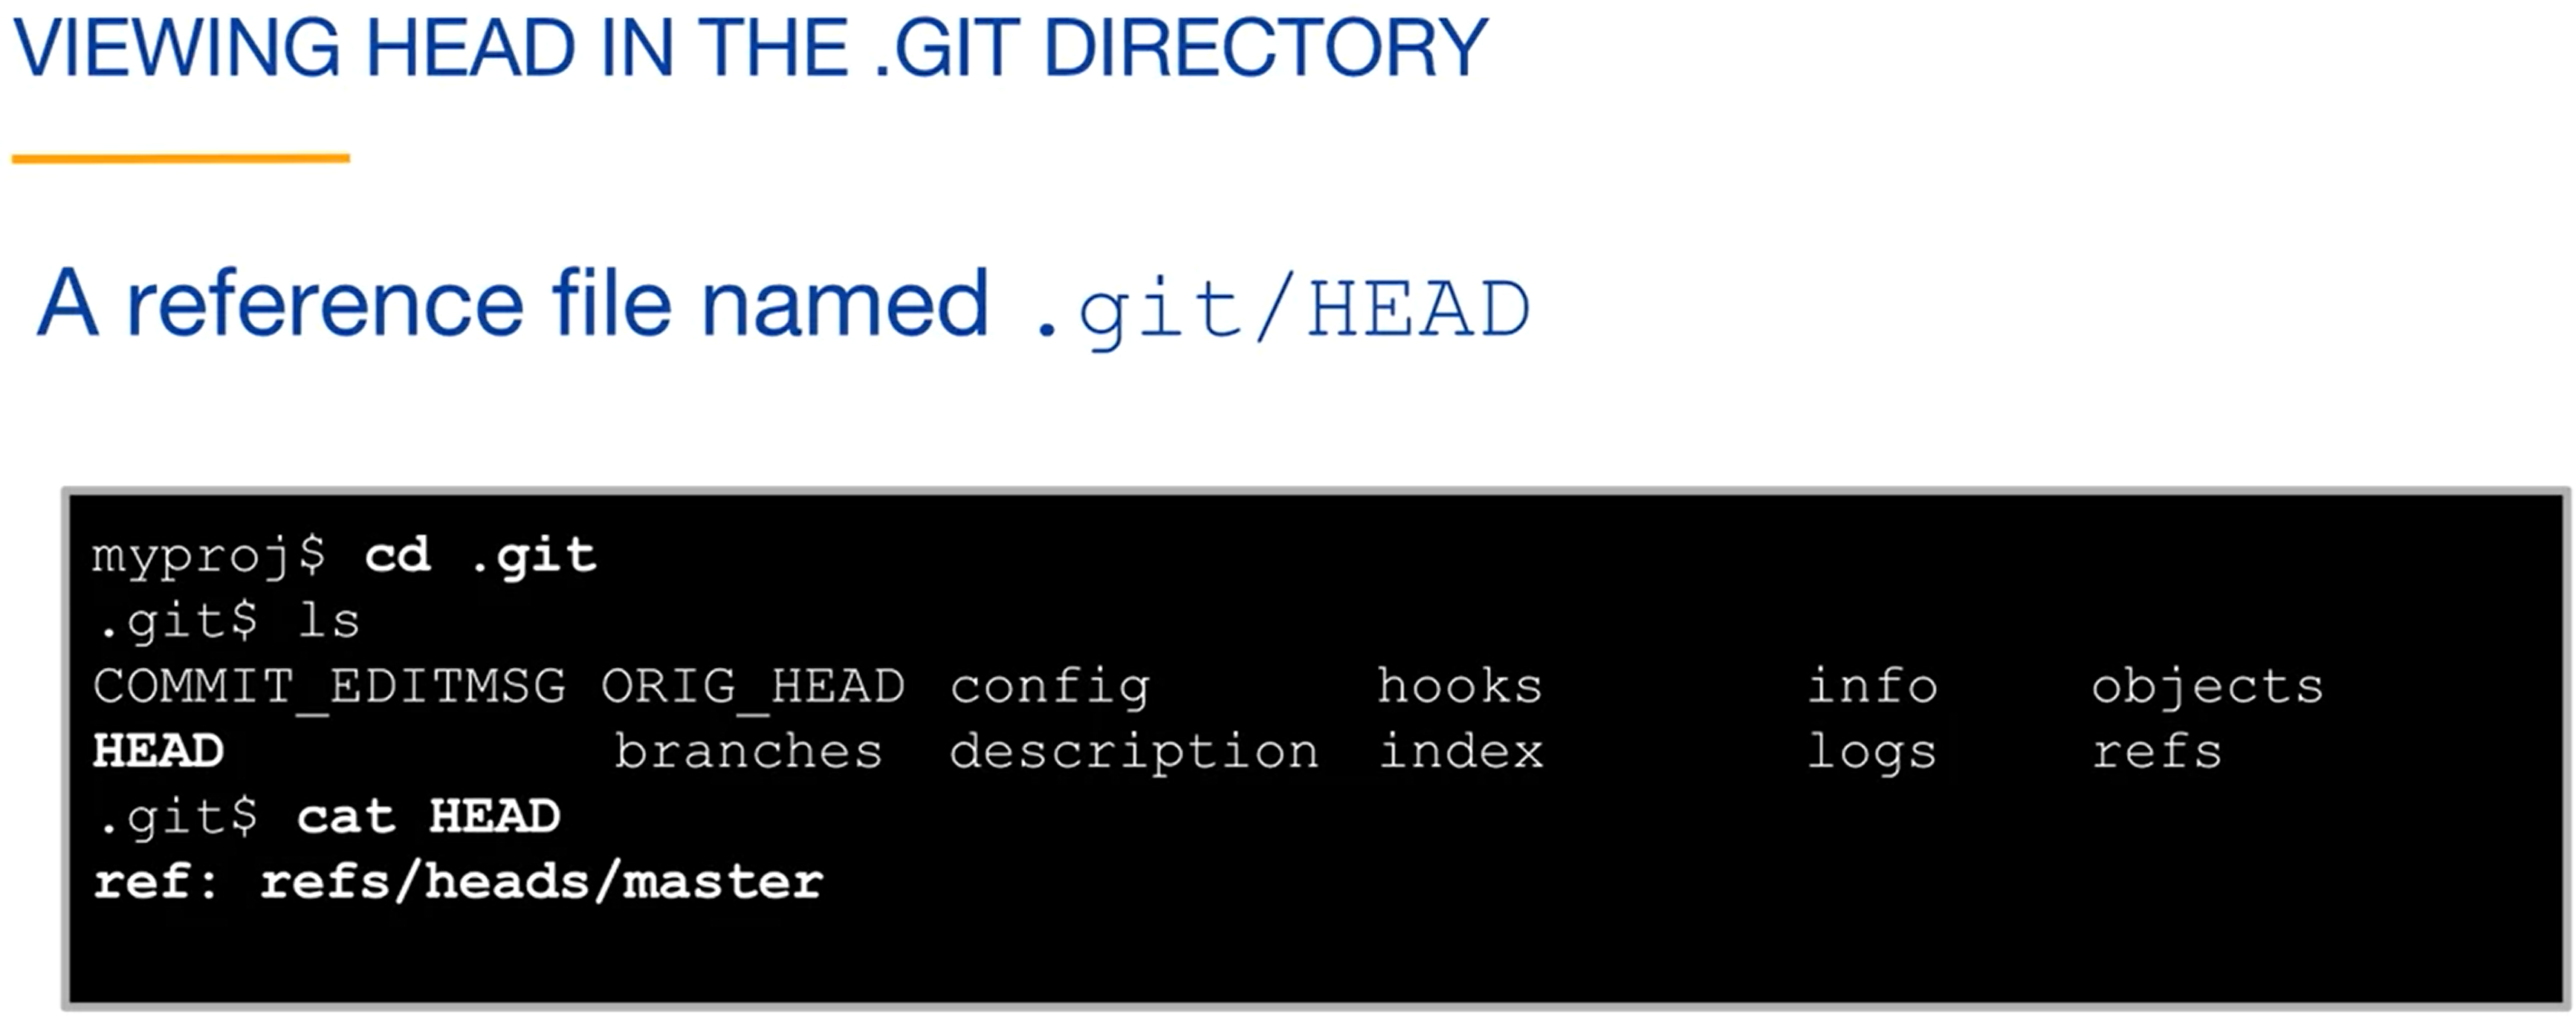 VIEWING HEAD IN THE .GIT DIRECTORY
A reference file named .git/HEAD
myproj$ cd .git
.git$ ls
COMMIT_EDITMSG ORIG_HEAD config hooks info objects
HEAD branches description index logs refs
.git$ cat HEAD
ref: refs/heads/master